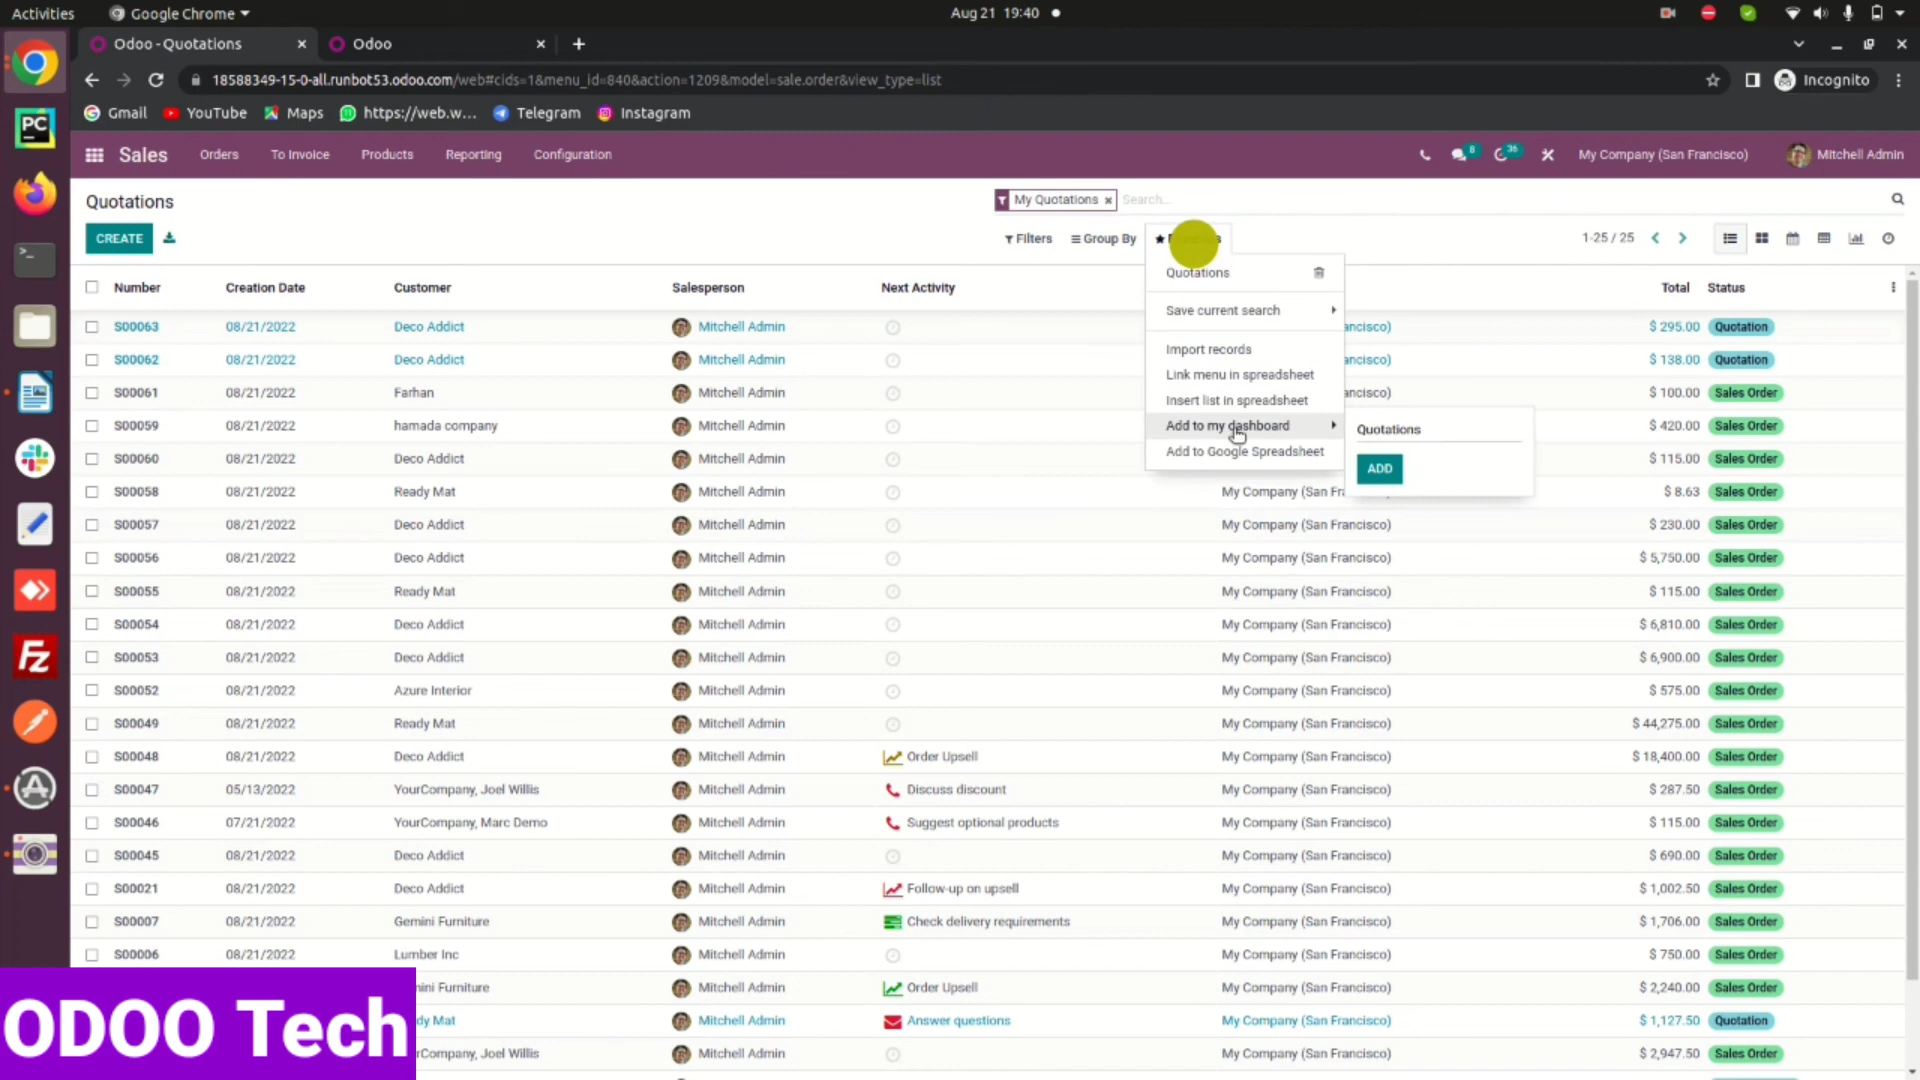 Activities
Google Chrome
Aug 21 19:40
Odoo - Quotations
Odoo
18588349-15-0-all.runbot53.odoo.com/web#cids=1&menu_id=840&action=1209&model=sale.order&view_type=list
Incognito
Gmail YouTube Maps https://web.w... Telegram Instagram
Sales Orders To Invoice Products Reporting Configuration 8 36 My Company (San Francisco) Mitchell Admin
Quotations
My Quotations Search...
CREATE
Filters Group By
1-25 / 25
Number Creation Date Customer Salesperson Next Activity Total Status
Quotations
Save current search
Import records
Link menu in spreadsheet
Insert list in spreadsheet
Add to my dashboard
Add to Google Spreadsheet
Quotations
ADD
S00063 08/21/2022 Deco Addict Mitchell Admin ancisco) $ 295.00 Quotation
S00062 08/21/2022 Deco Addict Mitchell Admin ancisco) $ 138.00 Quotation
S00061 08/21/2022 Farhan Mitchell Admin ancisco) $ 100.00 Sales Order
S00059 08/21/2022 hamada company Mitchell Admin $ 420.00 Sales Order
S00060 08/21/2022 Deco Addict Mitchell Admin $ 115.00 Sales Order
S00058 08/21/2022 Ready Mat Mitchell Admin My Company (San Fra $ 8.63 Sales Order
S00057 08/21/2022 Deco Addict Mitchell Admin My Company (San Francisco) $ 230.00 Sales Order
S00056 08/21/2022 Deco Addict Mitchell Admin My Company (San Francisco) $ 5,750.00 Sales Order
S00055 08/21/2022 Ready Mat Mitchell Admin My Company (San Francisco) $ 115.00 Sales Order
S00054 08/21/2022 Deco Addict Mitchell Admin My Company (San Francisco) $ 6,810.00 Sales Order
S00053 08/21/2022 Deco Addict Mitchell Admin My Company (San Francisco) $ 6,900.00 Sales Order
S00052 08/21/2022 Azure Interior Mitchell Admin My Company (San Francisco) $ 575.00 Sales Order
S00049 08/21/2022 Ready Mat Mitchell Admin My Company (San Francisco) $ 44,275.00 Sales Order
S00048 08/21/2022 Deco Addict Mitchell Admin Order Upsell My Company (San Francisco) $ 18,400.00 Sales Order
S00047 05/13/2022 YourCompany, Joel Willis Mitchell Admin Discuss discount My Company (San Francisco) $ 287.50 Sales Order
S00046 07/21/2022 YourCompany, Marc Demo Mitchell Admin Suggest optional products My Company (San Francisco) $ 115.00 Sales Order
S00045 08/21/2022 Deco Addict Mitchell Admin My Company (San Francisco) $ 690.00 Sales Order
S00021 08/21/2022 Deco Addict Mitchell Admin Follow-up on upsell My Company (San Francisco) $ 1,002.50 Sales Order
S00007 08/21/2022 Gemini Furniture Mitchell Admin Check delivery requirements My Company (San Francisco) $ 1,706.00 Sales Order
S00006 08/21/2022 Lumber Inc Mitchell Admin My Company (San Francisco) $ 750.00 Sales Order
nini Furniture Mitchell Admin Order Upsell My Company (San Francisco) $ 2,240.00 Sales Order
dy Mat Mitchell Admin Answer questions My Company (San Francisco) $ 1,127.50 Quotation
rCompany, Joel Willis Mitchell Admin My Company (San Francisco) $ 2,947.50 Sales Order
ODOO Tech
PC
FZ